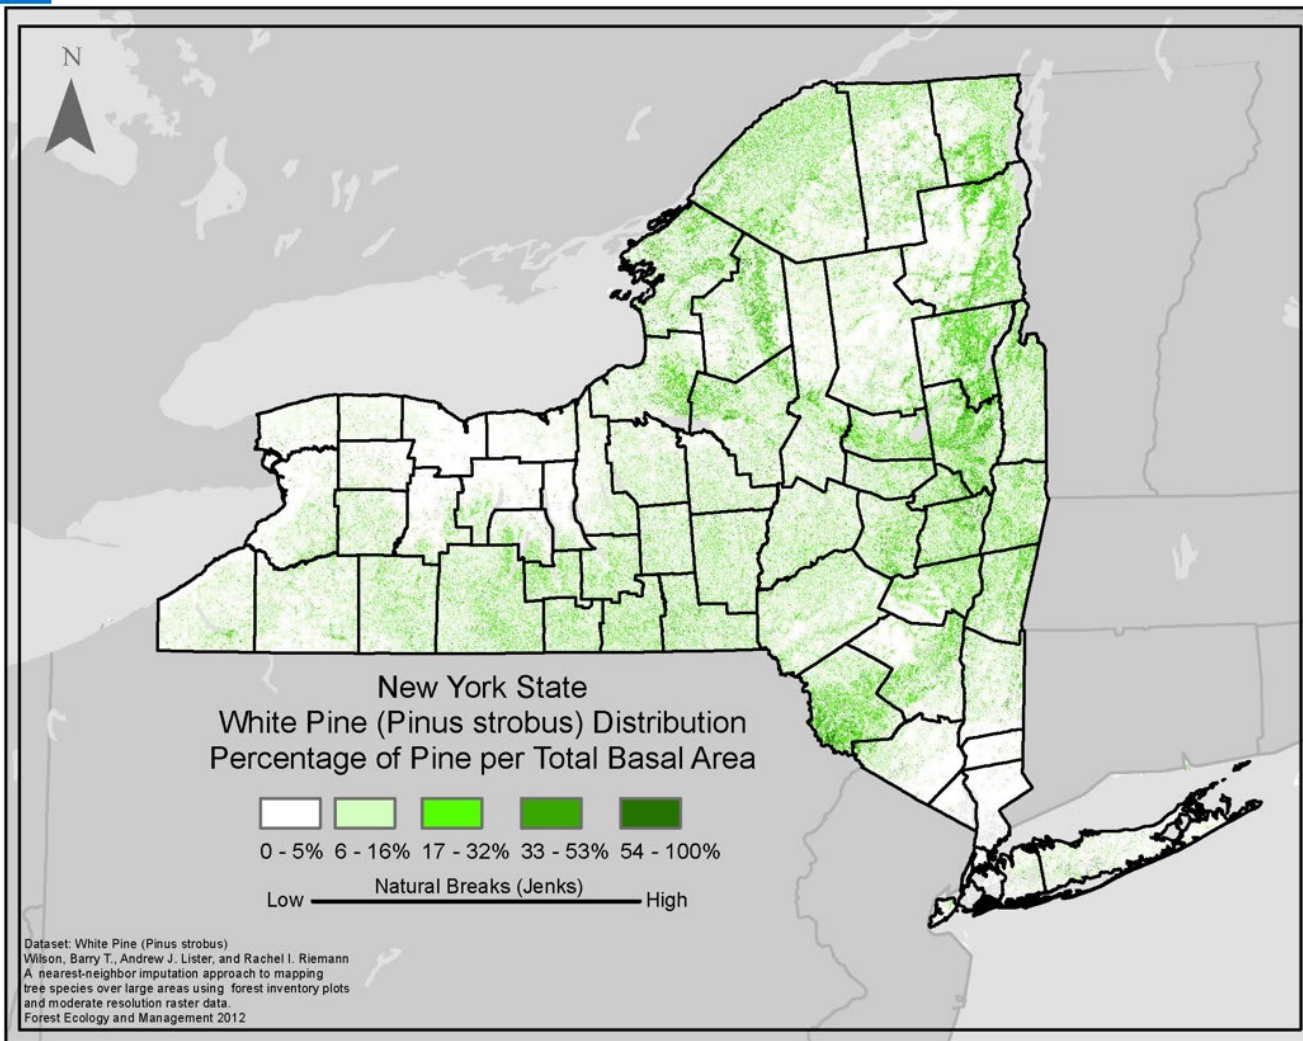 N
New York State
White Pine (Pinus strobus) Distribution
Percentage of Pine per Total Basal Area
0 - 5% 6 - 16% 17 - 32% 33 - 53% 54 - 100%
Natural Breaks (Jenks)
Low High
Dataset: White Pine (Pinus strobus)
Wilson, Barry T., Andrew J. Lister, and Rachel I. Riemann
A nearest-neighbor imputation approach to mapping
tree species over large areas using forest inventory plots
and moderate resolution raster data.
Forest Ecology and Management 2012